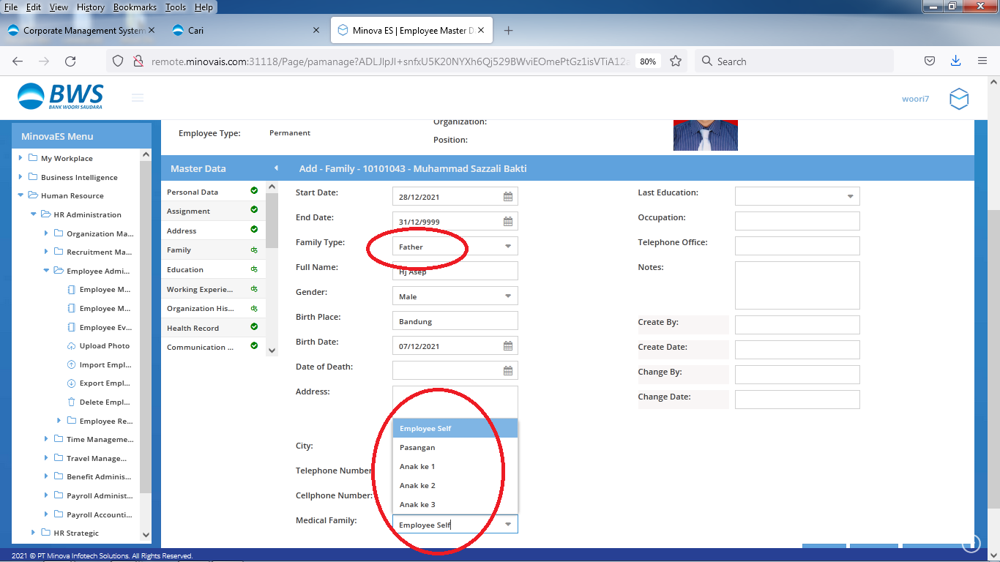 File Edit View History Bookmarks Tools Help
Corporate Management System
Cari
Minova ES | Employee Master D
remote.minovais.com:31118/Page/pamanage?ADLJlpJI+snfxU5K20NYXh6Qj529BWviEOmePtGz1isVTiA12a
80%
Search
BWS
BANK WOORI SAUDARA
woori7
MinovaES Menu
My Workplace
Business Intelligence
Human Resource
HR Administration
Organization Ma...
Recruitment Ma...
Employee Admi...
Employee M...
Employee M...
Employee Ev...
Upload Photo
Import Empl...
Export Empl...
Delete Empl...
Employee Re...
Time Manageme...
Travel Manage...
Benefit Adminis...
Payroll Administ...
Payroll Accounti...
HR Strategic
Employee Type: Permanent
Organization:
Position:
Master Data
Personal Data
Assignment
Address
Family
Education
Working Experie...
Organization His...
Health Record
Communication ...
Add - Family - 10101043 - Muhammad Sazzali Bakti
Start Date: 28/12/2021
End Date: 31/12/9999
Family Type: Father
Full Name: Hj Asep
Gender: Male
Birth Place: Bandung
Birth Date: 07/12/2021
Date of Death:
Address:
Employee Self
Pasangan
Anak ke 1
Anak ke 2
Anak ke 3
City:
Telephone Number
Cellphone Number:
Medical Family: Employee Self
Last Education:
Occupation:
Telephone Office:
Notes:
Create By:
Create Date:
Change By:
Change Date:
2021 © PT Minova Infotech Solutions. All Rights Reserved.